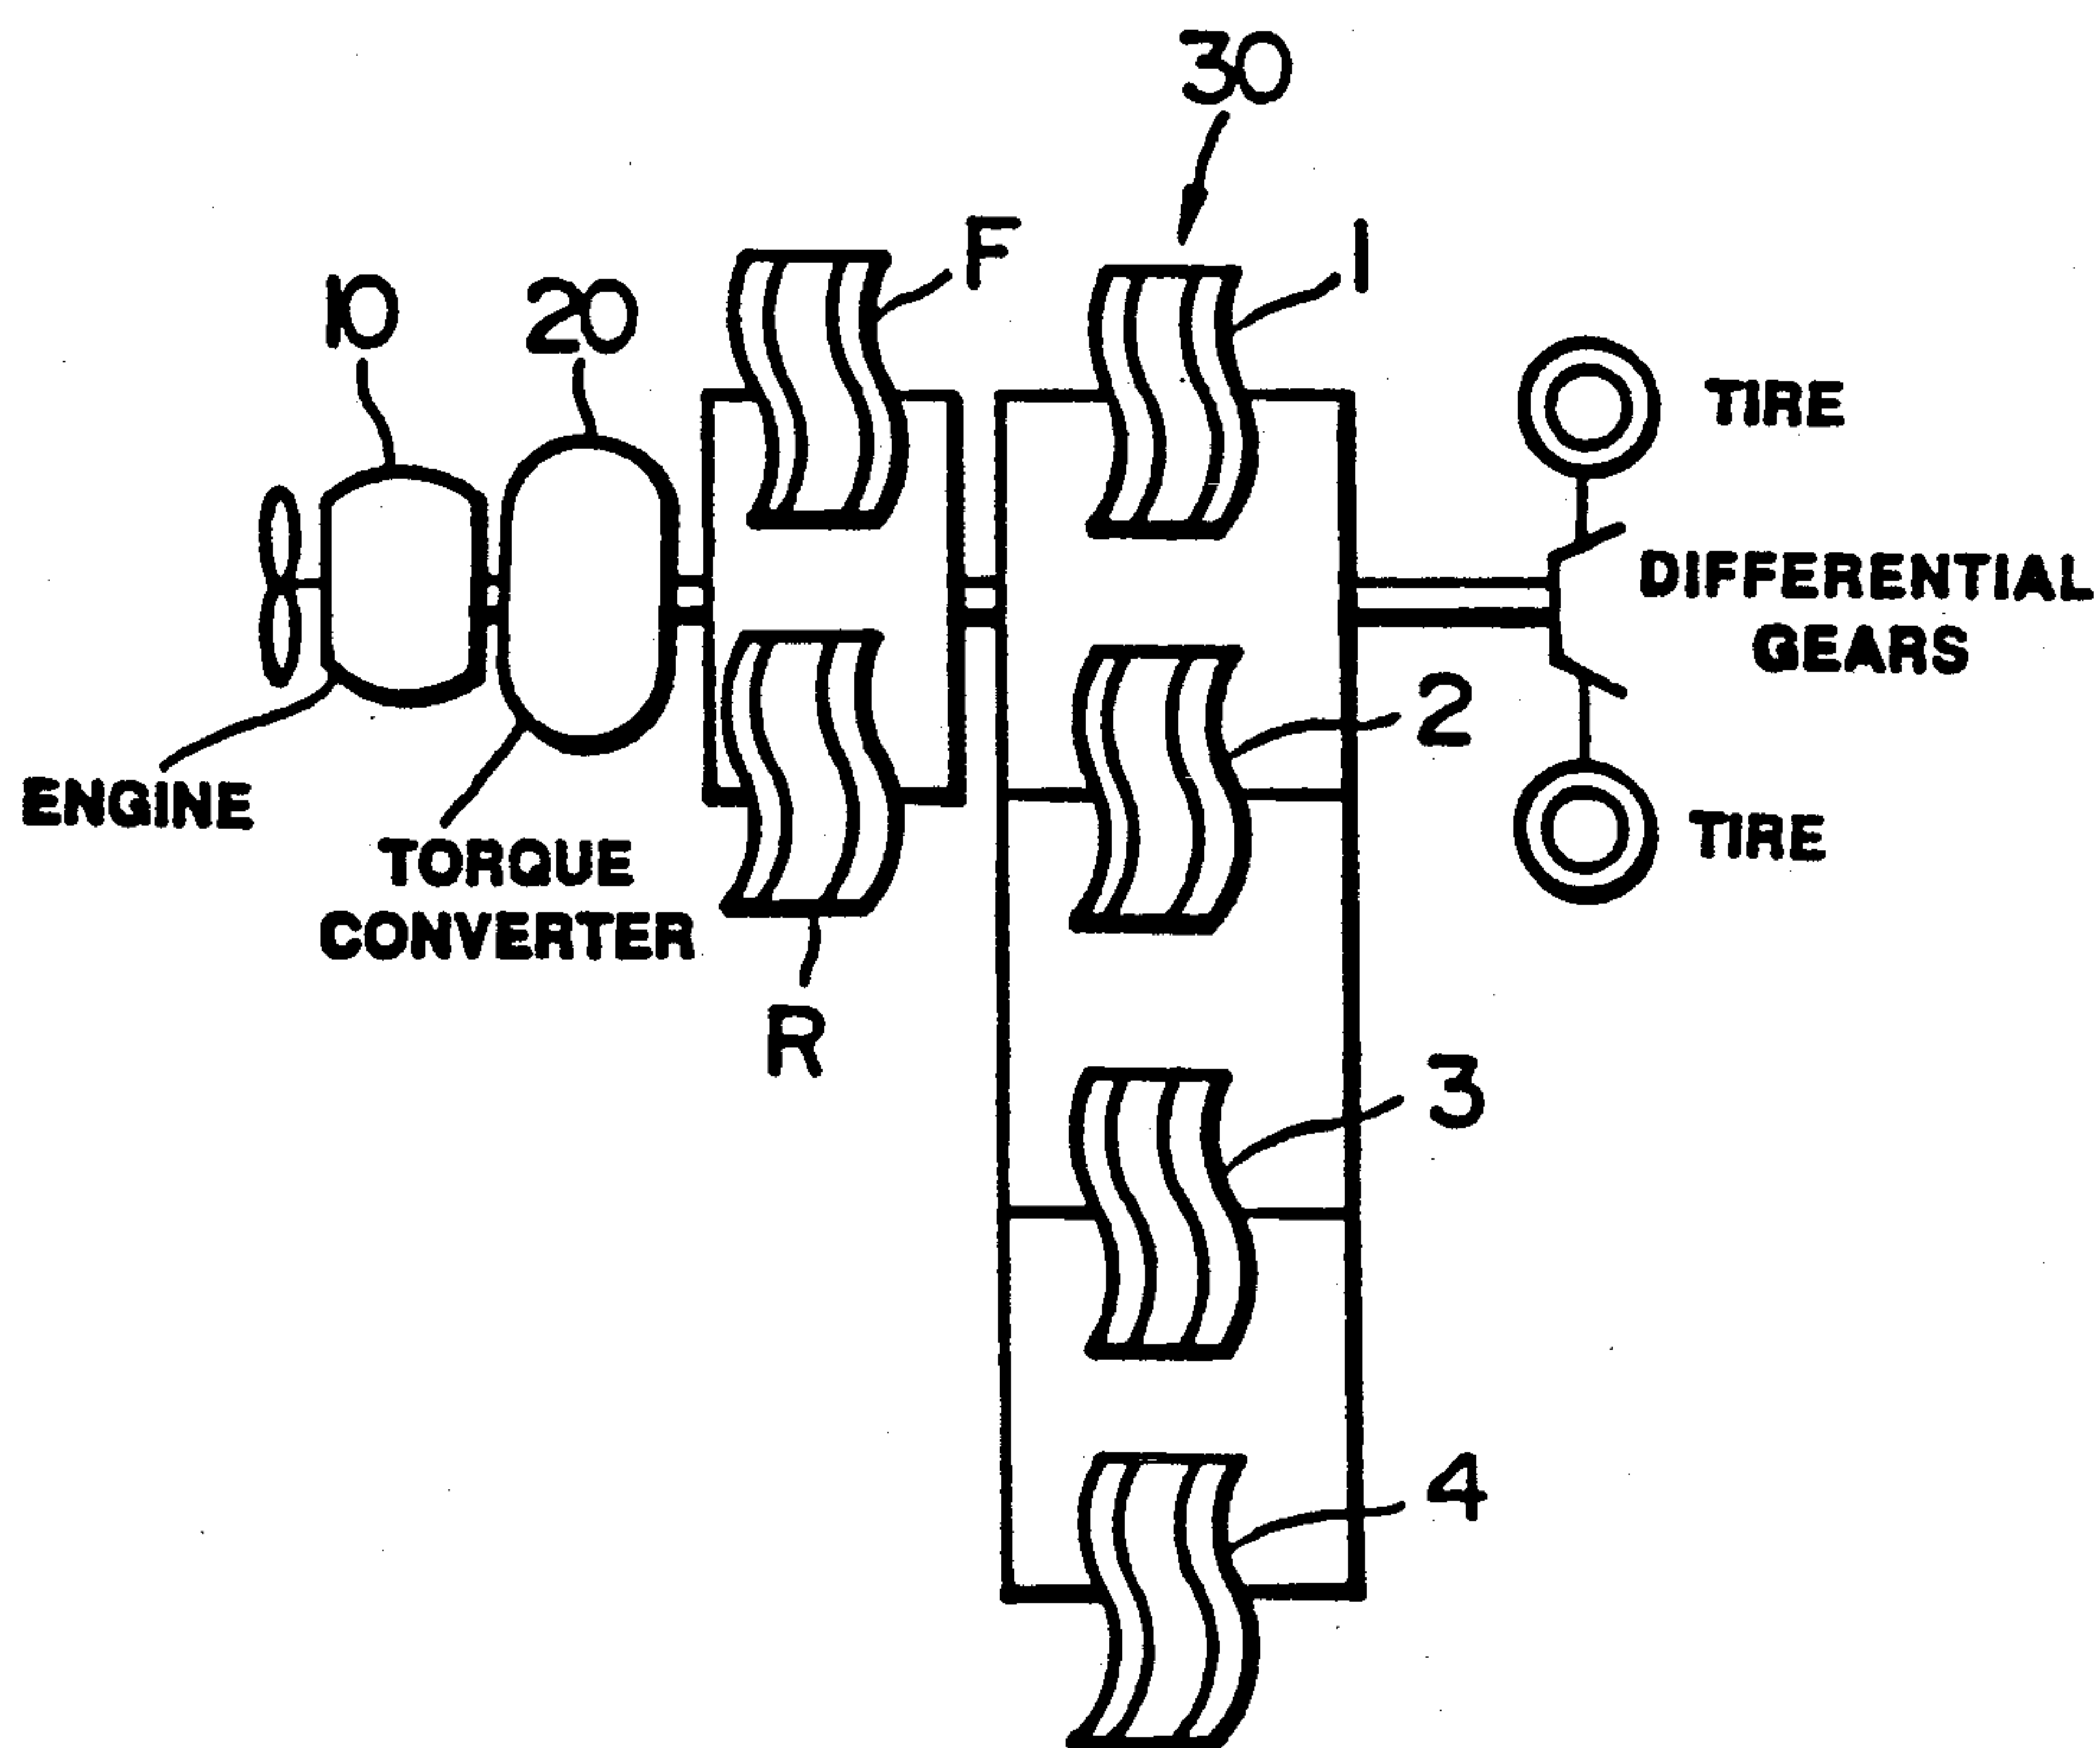 30
F
1
10
20
TIRE
DIFFERENTIAL
GEARS
2
ENGINE
TIRE
TORQUE
CONVERTER
R
3
4